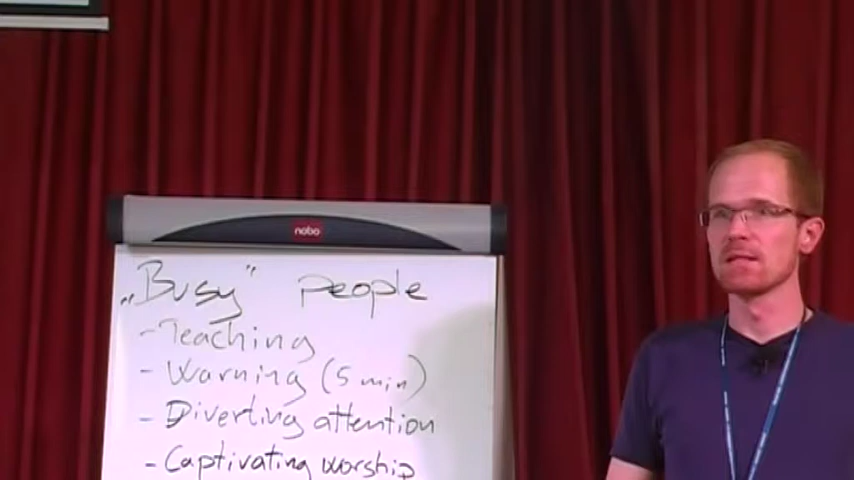 nobo
„Busy" people
- Teaching
- Warning (5 min)
- Diverting attention
- Captivating worship